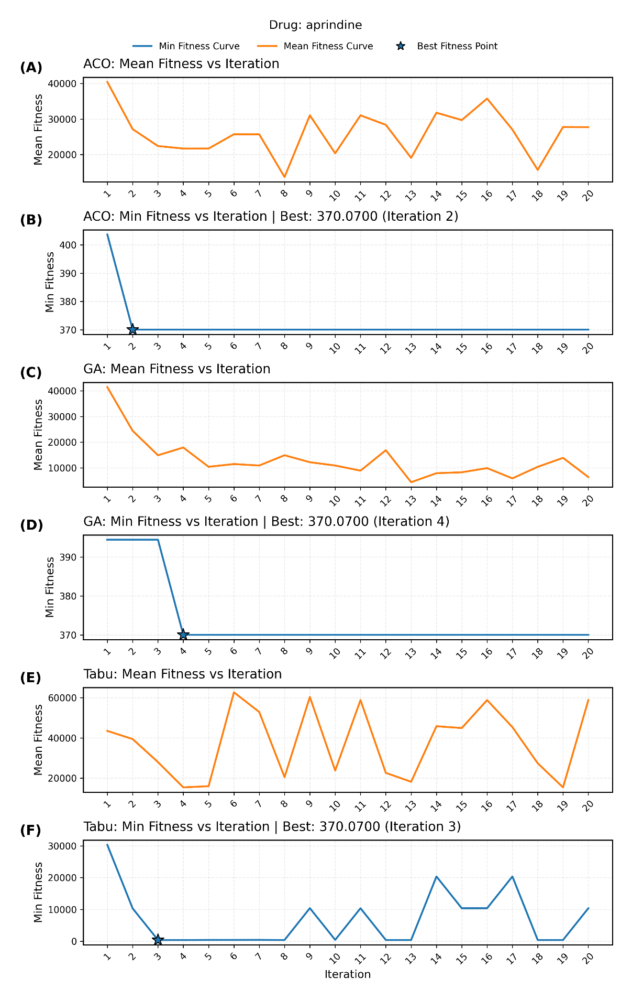 Drug: aprindine
Min Fitness Curve Mean Fitness Curve Best Fitness Point
(A) ACO: Mean Fitness vs Iteration
Mean Fitness
40000
30000
20000
1 2 3 4 5 6 7 8 9 10 11 12 13 14 15 16 17 18 19 20
(B) ACO: Min Fitness vs Iteration | Best: 370.0700 (Iteration 2)
Min Fitness
400
390
380
370
1 2 3 4 5 6 7 8 9 10 11 12 13 14 15 16 17 18 19 20
(C) GA: Mean Fitness vs Iteration
Mean Fitness
40000
30000
20000
10000
1 2 3 4 5 6 7 8 9 10 11 12 13 14 15 16 17 18 19 20
(D) GA: Min Fitness vs Iteration | Best: 370.0700 (Iteration 4)
Min Fitness
390
380
370
1 2 3 4 5 6 7 8 9 10 11 12 13 14 15 16 17 18 19 20
(E) Tabu: Mean Fitness vs Iteration
Mean Fitness
60000
40000
20000
1 2 3 4 5 6 7 8 9 10 11 12 13 14 15 16 17 18 19 20
(F) Tabu: Min Fitness vs Iteration | Best: 370.0700 (Iteration 3)
Min Fitness
30000
20000
10000
0
1 2 3 4 5 6 7 8 9 10 11 12 13 14 15 16 17 18 19 20
Iteration